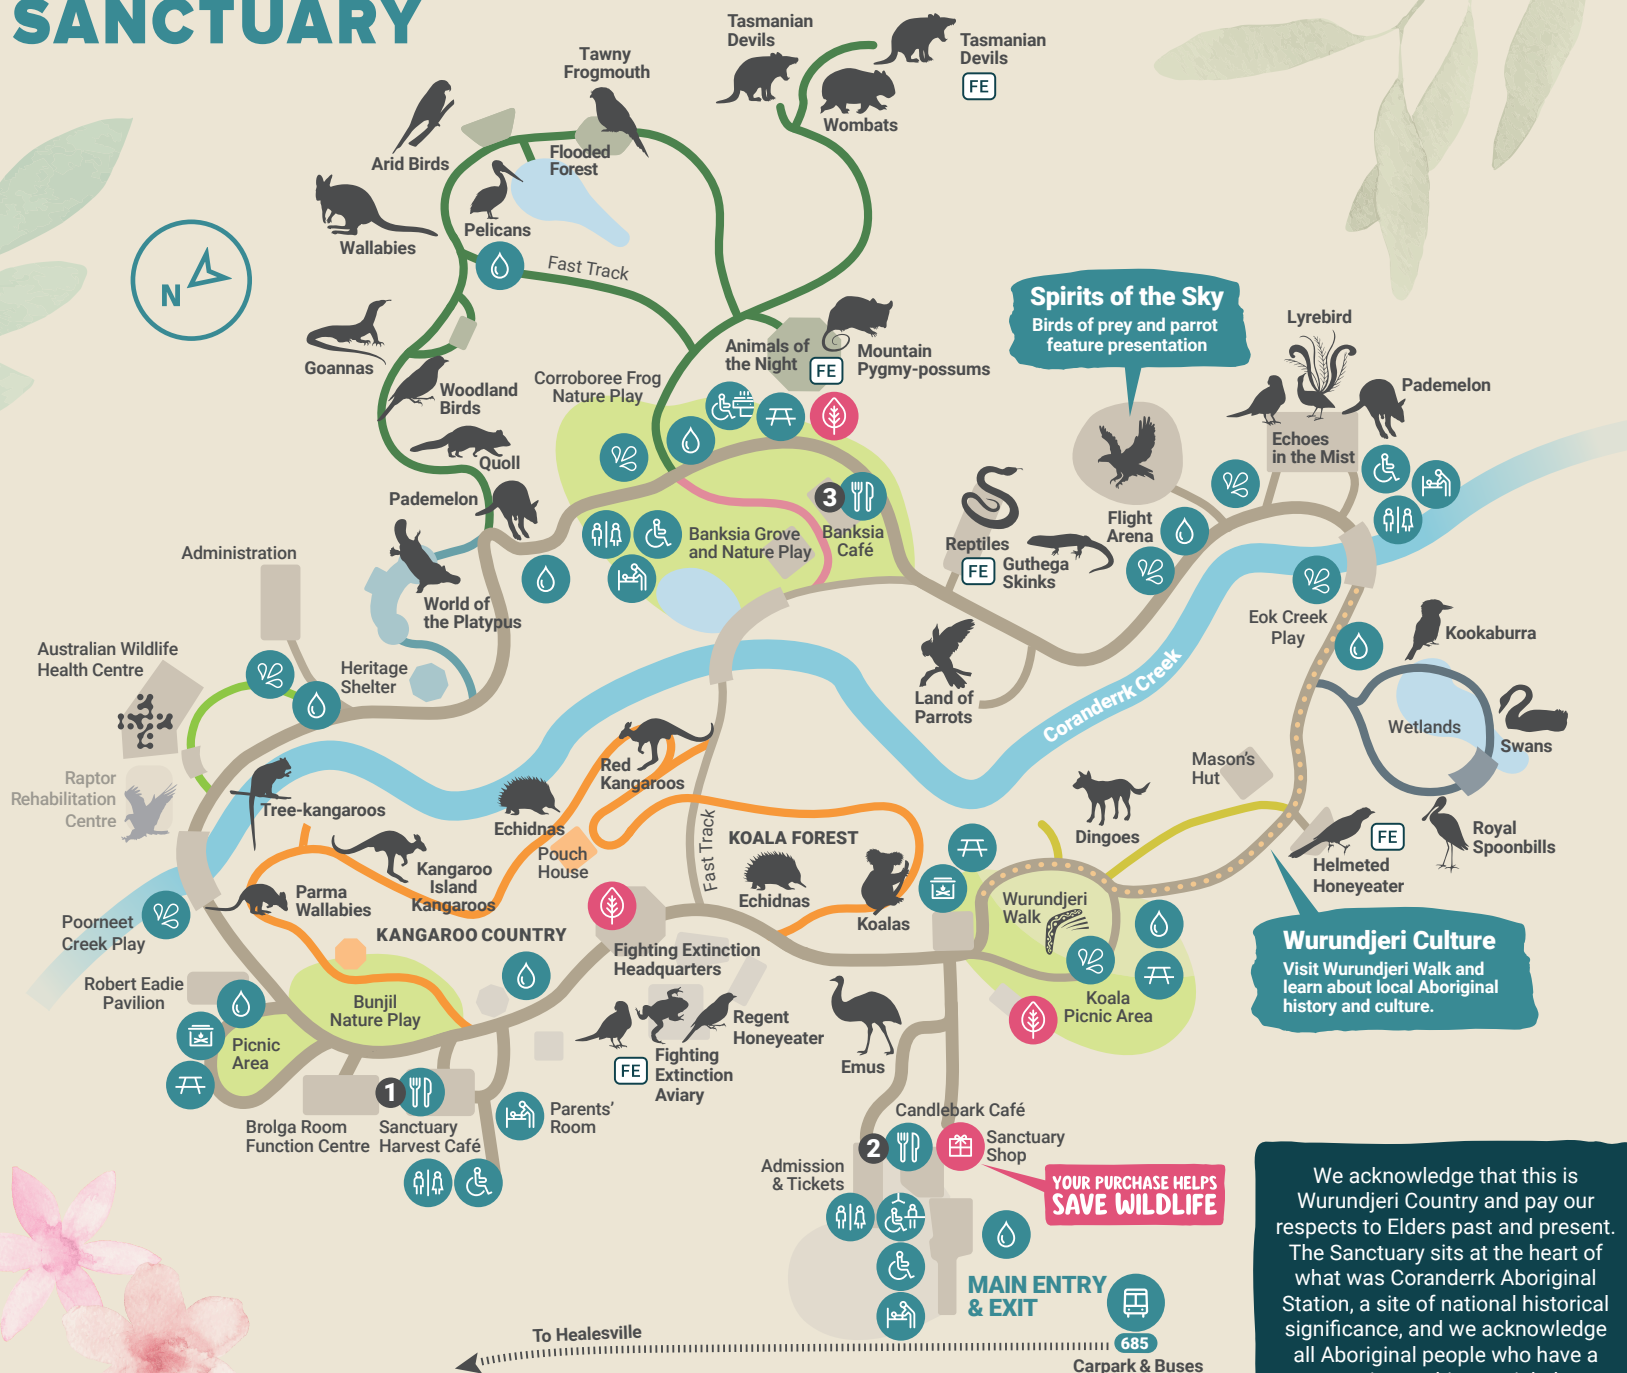 SANCTUARY
Tasmanian
Devils
Tasmanian
Devils
FE
Wombats
Tawny
Frogmouth
Arid Birds
Flooded
Forest
Wallabies
Pelicans
N
Fast Track
Goannas
Woodland
Birds
Quoll
Pademelon
Corroboree Frog
Nature Play
Animals of
the Night
FE
Mountain
Pygmy-possums
Spirits of the Sky
Birds of prey and parrot
feature presentation
Lyrebird
Pademelon
Echoes
in the Mist
3
Banksia Grove
and Nature Play
Banksia
Café
Reptiles
FE
Guthega
Skinks
Flight
Arena
Administration
World of
the Platypus
Australian Wildlife
Health Centre
Heritage
Shelter
Land of
Parrots
Coranderrk Creek
Eok Creek
Play
Kookaburra
Wetlands
Swans
Mason's
Hut
Raptor
Rehabilitation
Centre
Tree-kangaroos
Echidnas
Red
Kangaroos
Pouch
House
Kangaroo
Island
Kangaroos
Fast Track
KOALA FOREST
Echidnas
Koalas
Dingoes
Helmeted
Honeyeater
FE
Royal
Spoonbills
Parma
Wallabies
KANGAROO COUNTRY
Poorneet
Creek Play
Wurundjeri
Walk
Wurundjeri Culture
Visit Wurundjeri Walk and
learn about local Aboriginal
history and culture.
Fighting Extinction
Headquarters
Robert Eadie
Pavilion
Bunjil
Nature Play
Picnic
Area
Koala
Picnic Area
Regent
Honeyeater
FE
Fighting
Extinction
Aviary
Emus
1
Brolga Room
Function Centre
Sanctuary
Harvest Café
Parents'
Room
Candlebark Café
2
Sanctuary
Shop
Admission
& Tickets
YOUR PURCHASE HELPS
SAVE WILDLIFE
MAIN ENTRY
& EXIT
685
Carpark & Buses
To Healesville
We acknowledge that this is
Wurundjeri Country and pay our
respects to Elders past and present.
The Sanctuary sits at the heart of
what was Coranderrk Aboriginal
Station, a site of national historical
significance, and we acknowledge
all Aboriginal people who have a